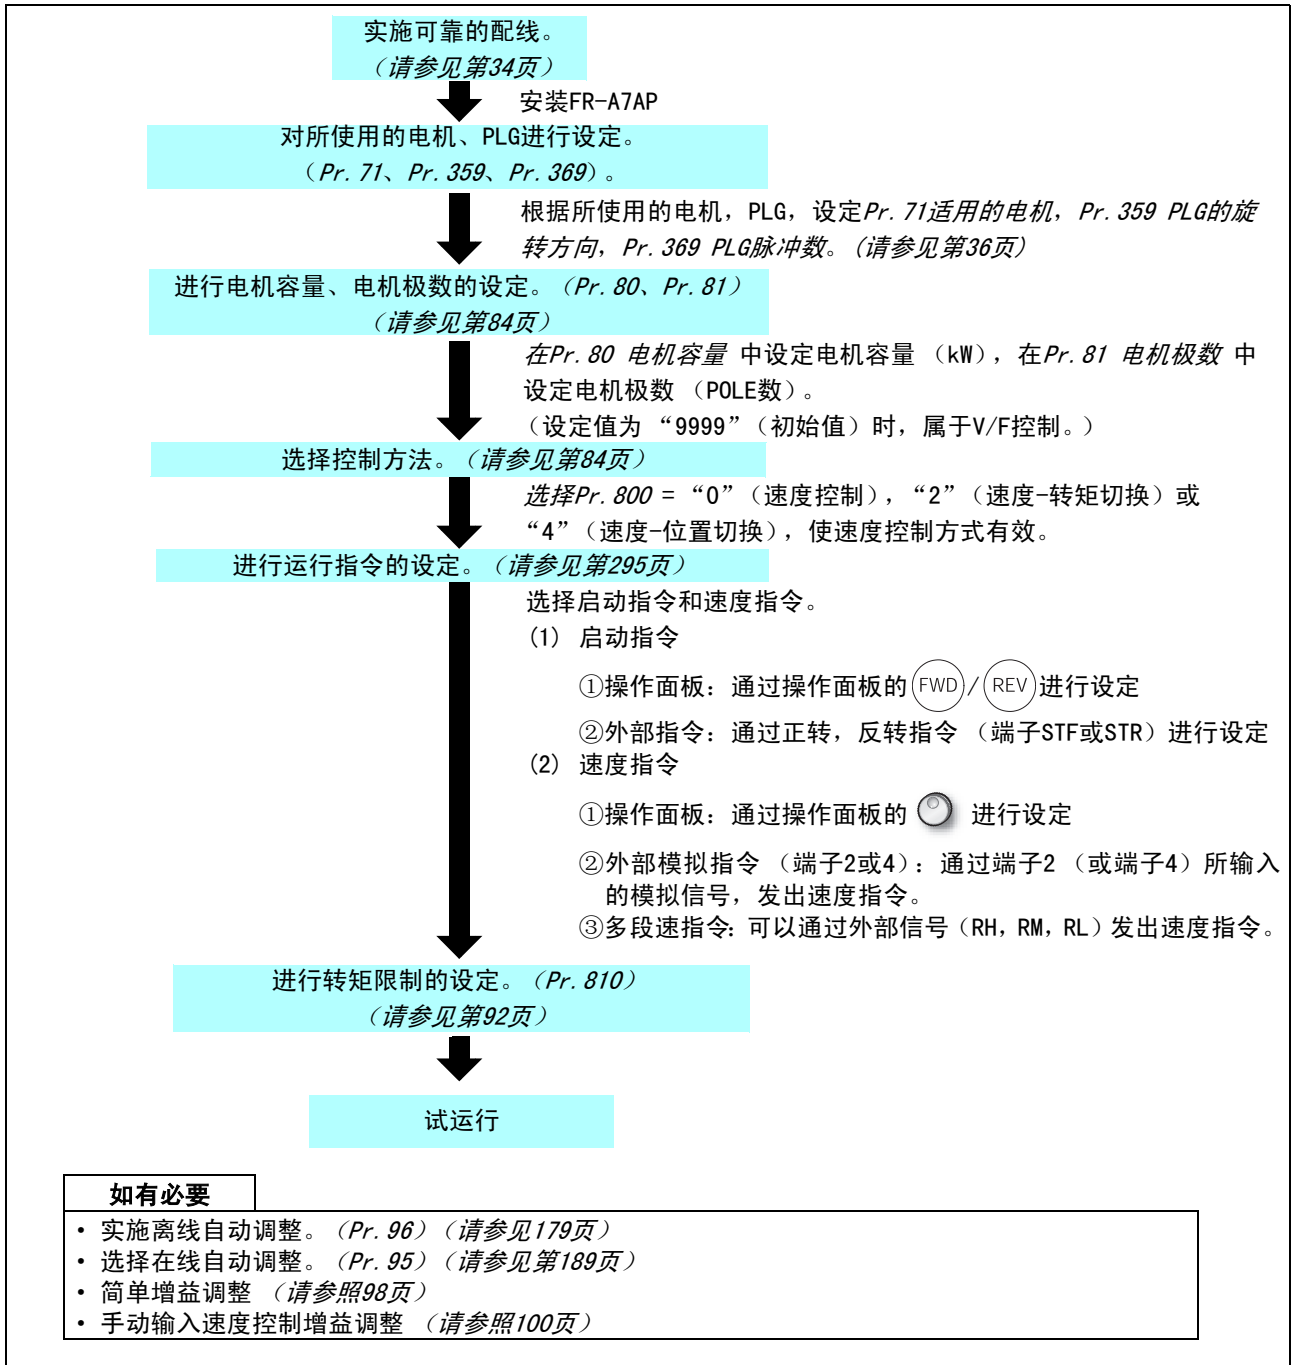 实施可靠的配线。
（请参见第34页）
安装FR-A7AP
对所使用的电机、PLG进行设定。
（Pr. 71、Pr. 359、Pr. 369）。
根据所使用的电机，PLG，设定Pr. 71适用的电机，Pr. 359 PLG的旋
转方向，Pr. 369 PLG脉冲数。（请参见第36页）
进行电机容量、电机极数的设定。（Pr. 80、Pr. 81）
（请参见第84页）
在Pr. 80 电机容量 中设定电机容量 （kW），在Pr. 81 电机极数 中
设定电机极数 （POLE数）。
（设定值为 “9999”（初始值）时，属于V/F控制。）
选择控制方法。（请参见第84页）
选择Pr. 800 = “0”（速度控制），“2”（速度-转矩切换）或
“4”（速度-位置切换），使速度控制方式有效。
进行运行指令的设定。（请参见第295页）
选择启动指令和速度指令。
(1) 启动指令
①操作面板：通过操作面板的FWD/REV进行设定
②外部指令：通过正转，反转指令 （端子STF或STR）进行设定
(2) 速度指令
①操作面板：通过操作面板的 进行设定
②外部模拟指令 （端子2或4）：通过端子2 （或端子4）所输入
的模拟信号，发出速度指令。
③多段速指令：可以通过外部信号（RH，RM，RL）发出速度指令。
进行转矩限制的设定。（Pr. 810）
（请参见第92页）
试运行
如有必要
• 实施离线自动调整。（Pr. 96）（请参见179页）
• 选择在线自动调整。（Pr. 95）（请参见第189页）
• 简单增益调整 （请参照98页）
• 手动输入速度控制增益调整 （请参照100页）